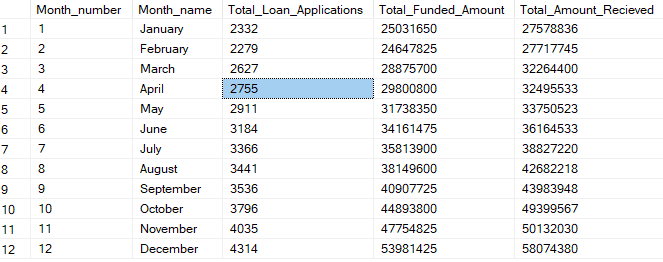 Month_number Month_name Total_Loan_Applications Total_Funded_Amount Total_Amount_Recieved
1 1 January 2332 25031650 27578836
2 2 February 2279 24647825 27717745
3 3 March 2627 28875700 32264400
4 4 April 2755 29800800 32495533
5 5 May 2911 31738350 33750523
6 6 June 3184 34161475 36164533
7 7 July 3366 35813900 38827220
8 8 August 3441 38149600 42682218
9 9 September 3536 40907725 43983948
10 10 October 3796 44893800 49399567
11 11 November 4035 47754825 50132030
12 12 December 4314 53981425 58074380